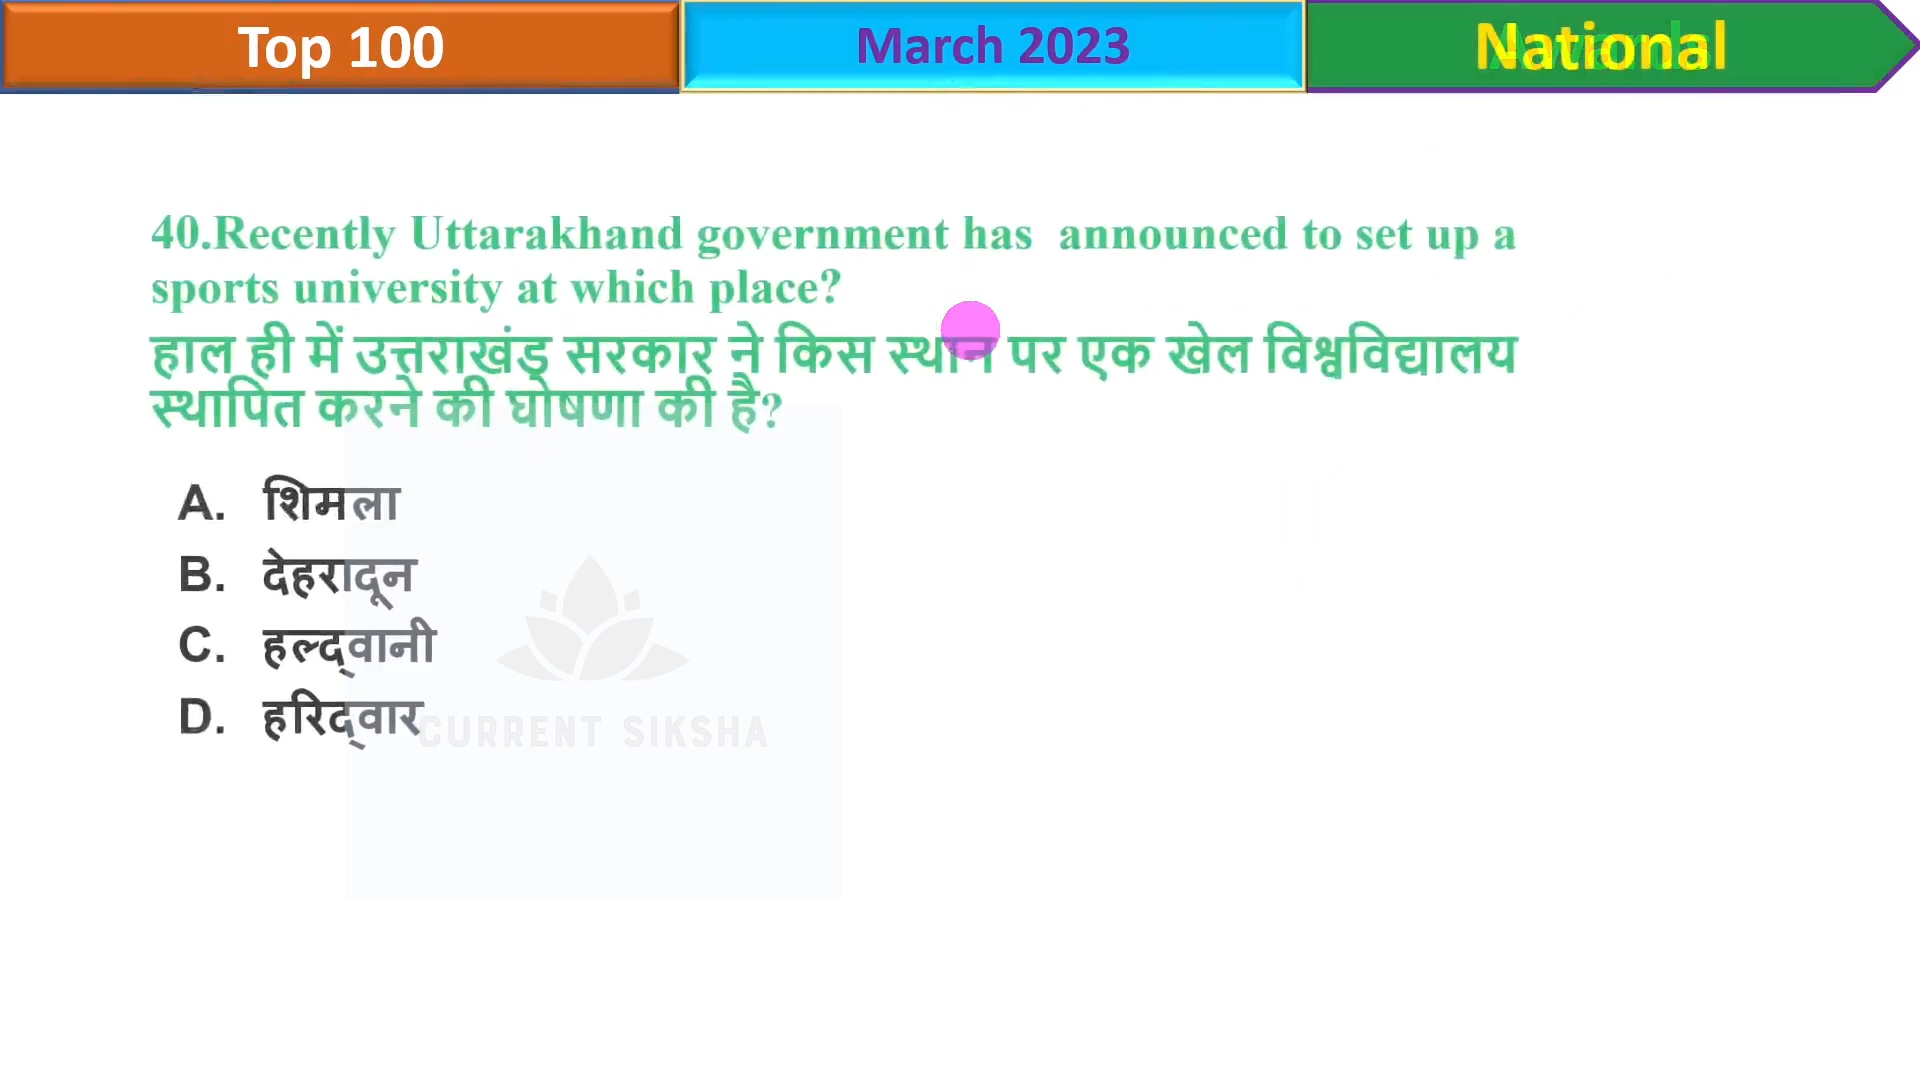 Top 100
March 2023
National
40.Recently Uttarakhand government has announced to set up a
sports university at which place?
हाल ही में उत्तराखंड सरकार ने किस स्थान पर एक खेल विश्वविद्यालय
स्थापित करने की घोषणा की है?
A. शिमला
B. देहरादून
C. हल्द्वानी
D. हरिद्वार
CURRENT SIKSHA